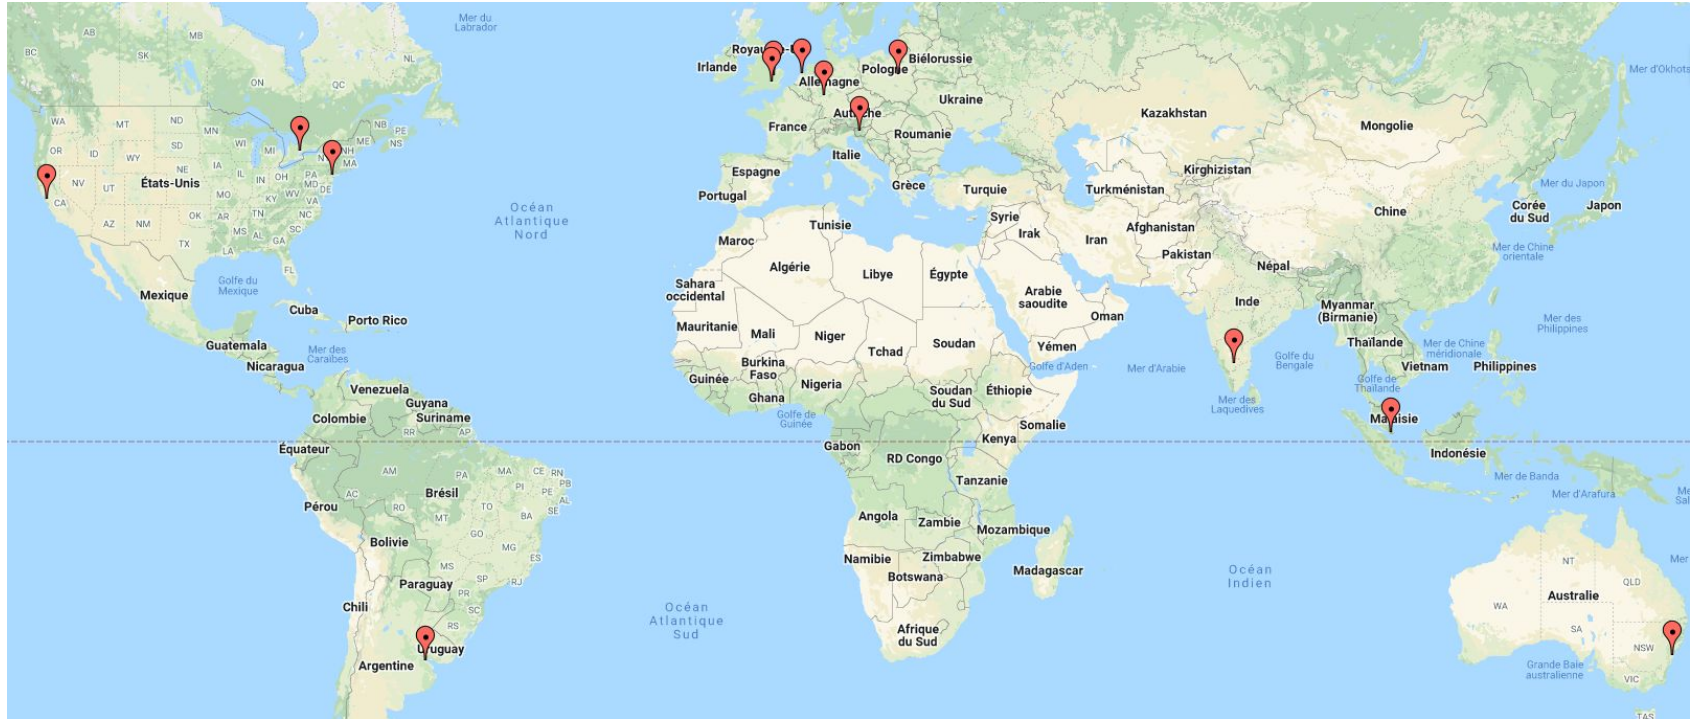 Mer du
Labrador
AB
MB
BC
SK
NL
ON
QC
WA
MT
ND
MN
NB
PE
NS
ME
OR
ID
WY
SD
WI
MI
NH
MA
NE
IA
NV
UT
États-Unis
IL
IN
OH
PA
MD
DE
CA
MO
KY
WV
VA
AZ
NM
OK
AR
TN
NC
SC
MS
AL
GA
TX
LA
FL
Golfe du
Mexique
Mexique
Cuba
Porto Rico
Guatemala
Mer des
Caraïbes
Nicaragua
Océan
Atlantique
Nord
Venezuela
Guyana
Colombie
Suriname
RR
AP
Équateur
AM
PA
MA
CE
RN
PB
PI
PE
AL
SE
AC
Brésil
TO
Pérou
RO
MT
BA
GO
Bolivie
MG
ES
MS
Paraguay
SP
RJ
PR
Chili
SC
RS
Uruguay
Argentine
Océan
Atlantique
Sud
Irlande
Pologne
Biélorussie
Allemagne
Ukraine
Autriche
France
Roumanie
Italie
Espagne
Portugal
Grèce
Turquie
Tunisie
Syrie
Maroc
Irak
Iran
Algérie
Libye
Égypte
Sahara
occidental
Arabie
saoudite
Oman
Mauritanie
Mali
Niger
Tchad
Soudan
Yémen
Golfe d'Aden
Burkina
Faso
Guinée
Nigeria
Ghana
Soudan
du Sud
Éthiopie
Golfe de
Guinée
Somalie
Gabon
Kenya
RD Congo
Tanzanie
Angola
Zambie
Mozambique
Namibie
Zimbabwe
Botswana
Madagascar
Afrique
du Sud
Kazakhstan
Mongolie
Kirghizistan
Turkménistan
Afghanistan
Pakistan
Népal
Chine
Corée
du Sud
Japon
Mer d'Okhots
Mer du Japon
Mer de Chine
orientale
Inde
Myanmar
(Birmanie)
Thaïlande
Mer des
Philippines
Mer de Chine
méridionale
Vietnam
Philippines
Golfe du
Bengale
Golfe de
Thaïlande
Mer d'Arabie
Mer des
Laquedives
Malaisie
Indonésie
Mer de Banda
Mer d'Arafura
Me
Sal
Océan
Indien
Mer
NT
QLD
Australie
WA
SA
NSW
VIC
Grande Baie
australienne
TAS